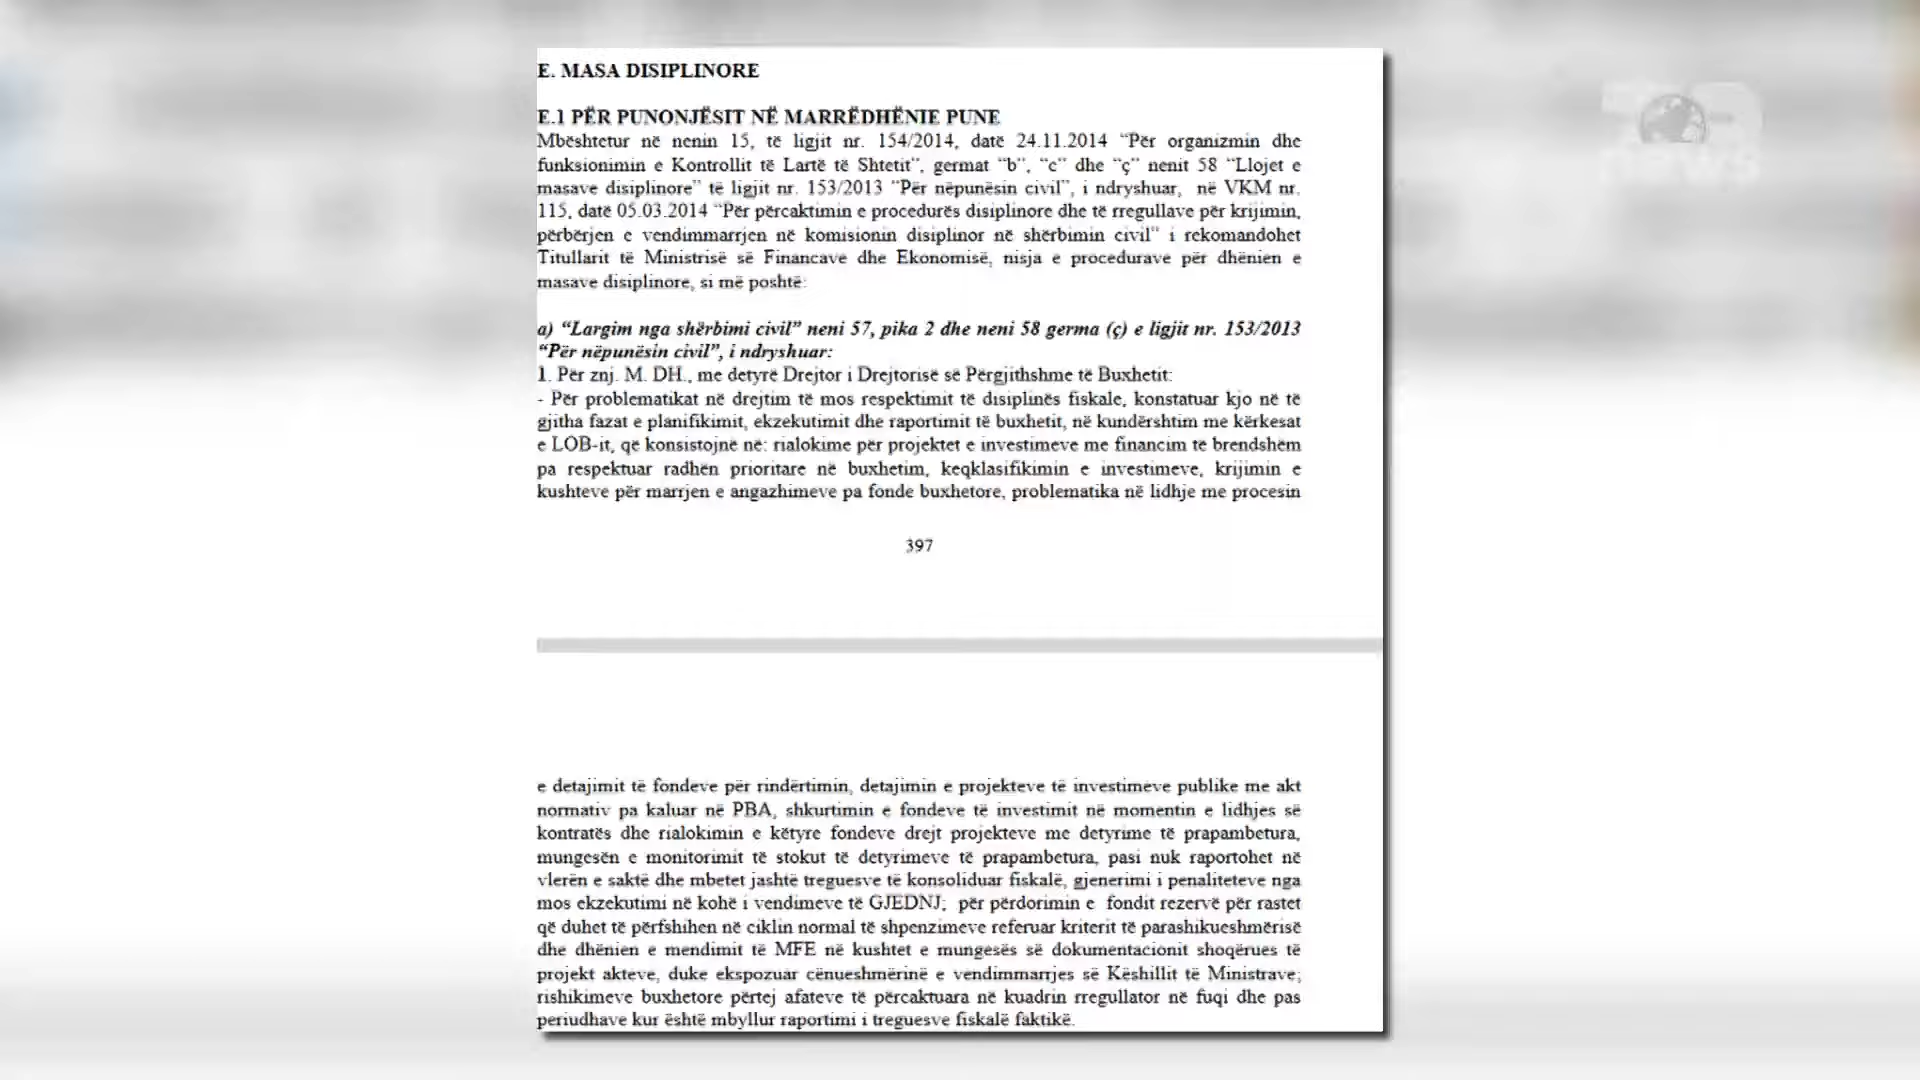 E. MASA DISIPLINORE
E.1 PËR PUNONJËSIT NË MARRËDHËNIE PUNE
Mbështetur në nenin 15, të ligjit nr. 154/2014, datë 24.11.2014 “Për organizmin dhe
funksionimin e Kontrollit të Lartë të Shtetit”, germat “b”, “c” dhe “ç” nenit 58 “Llojet e
masave disiplinore” të ligjit nr. 153/2013 “Për nëpunësin civil”, i ndryshuar, në VKM nr.
115, datë 05.03.2014 “Për përcaktimin e procedurës disiplinore dhe të rregullave për krijimin,
përbërjen e vendimmarrjen në komisionin disiplinor në shërbimin civil” i rekomandohet
Titullarit të Ministrisë së Financave dhe Ekonomisë, nisja e procedurave për dhënien e
masave disiplinore, si më poshtë:
a) “Largim nga shërbimi civil” neni 57, pika 2 dhe neni 58 germa (ç) e ligjit nr. 153/2013
“Për nëpunësin civil”, i ndryshuar:
1. Për znj. M. DH., me detyrë Drejtor i Drejtorisë së Përgjithshme të Buxhetit:
- Për problematikat në drejtim të mos respektimit të disiplinës fiskale, konstatuar kjo në të
gjitha fazat e planifikimit, ekzekutimit dhe raportimit të buxhetit, në kundërshtim me kërkesat
e LOB-it, që konsistojnë në: rialokime për projektet e investimeve me financim të brendshëm
pa respektuar radhën prioritare në buxhetim, keqklasifikimin e investimeve, krijimin e
kushteve për marrjen e angazhimeve pa fonde buxhetore, problematika në lidhje me procesin
397
e detajimit të fondeve për rindërtimin, detajimin e projekteve të investimeve publike me akt
normativ pa kaluar në PBA, shkurtimin e fondeve të investimit në momentin e lidhjes së
kontratës dhe rialokimin e këtyre fondeve drejt projekteve me detyrime të prapambetura,
mungesën e monitorimit të stokut të detyrimeve të prapambetura, pasi nuk raportohet në
vlerën e saktë dhe mbetet jashtë treguesve të konsoliduar fiskalë, gjenerimi i penaliteteve nga
mos ekzekutimi në kohë i vendimeve të GJEDNJ; për përdorimin e fondit rezervë për rastet
që duhet të përfshihen në ciklin normal të shpenzimeve referuar kriterit të parashikueshmërisë
dhe dhënien e mendimit të MFE në kushtet e mungesës së dokumentacionit shoqërues të
projekt akteve, duke ekspozuar cënueshmërinë e vendimmarrjes së Këshillit të Ministrave;
rishikimeve buxhetore përtej afateve të përcaktuara në kuadrin rregullator në fuqi dhe pas
periudhave kur është mbyllur raportimi i treguesve fiskalë faktikë.
news